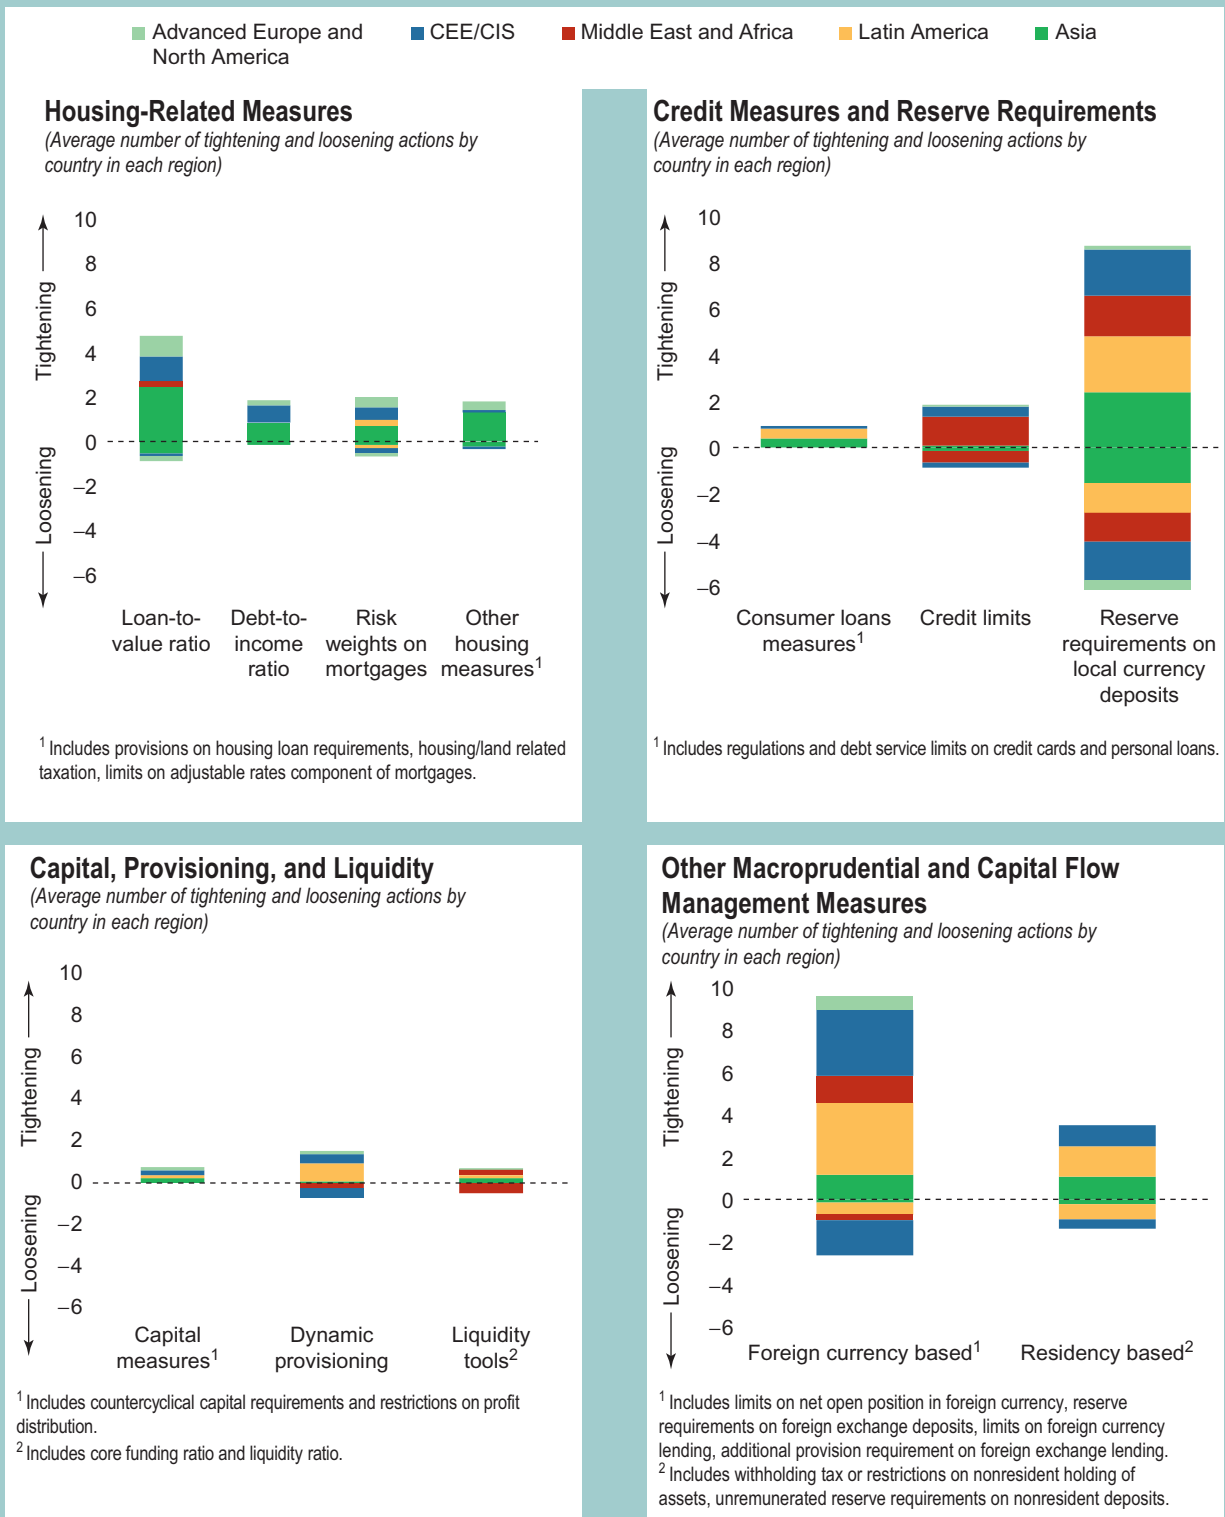 Advanced Europe and
North America
CEE/CIS
Middle East and Africa
Latin America
Asia
Housing-Related Measures
(Average number of tightening and loosening actions by
country in each region)
10
8
6
4
2
0
–2
–4
–6
Tightening
Loosening
Loan-to-
value ratio
Debt-to-
income
ratio
Risk
weights on
mortgages
Other
housing
measures1
1 Includes provisions on housing loan requirements, housing/land related
taxation, limits on adjustable rates component of mortgages.
Credit Measures and Reserve Requirements
(Average number of tightening and loosening actions by
country in each region)
10
8
6
4
2
0
–2
–4
–6
Tightening
Loosening
Consumer loans
measures1
Credit limits
Reserve
requirements on
local currency
deposits
1 Includes regulations and debt service limits on credit cards and personal loans.
Capital, Provisioning, and Liquidity
(Average number of tightening and loosening actions by
country in each region)
10
8
6
4
2
0
–2
–4
–6
Tightening
Loosening
Capital
measures1
Dynamic
provisioning
Liquidity
tools2
1 Includes countercyclical capital requirements and restrictions on profit
distribution.
2 Includes core funding ratio and liquidity ratio.
Other Macroprudential and Capital Flow
Management Measures
(Average number of tightening and loosening actions by
country in each region)
10
8
6
4
2
0
–2
–4
–6
Tightening
Loosening
Foreign currency based1
Residency based2
1 Includes limits on net open position in foreign currency, reserve
requirements on foreign exchange deposits, limits on foreign currency
lending, additional provision requirement on foreign exchange lending.
2 Includes withholding tax or restrictions on nonresident holding of
assets, unremunerated reserve requirements on nonresident deposits.